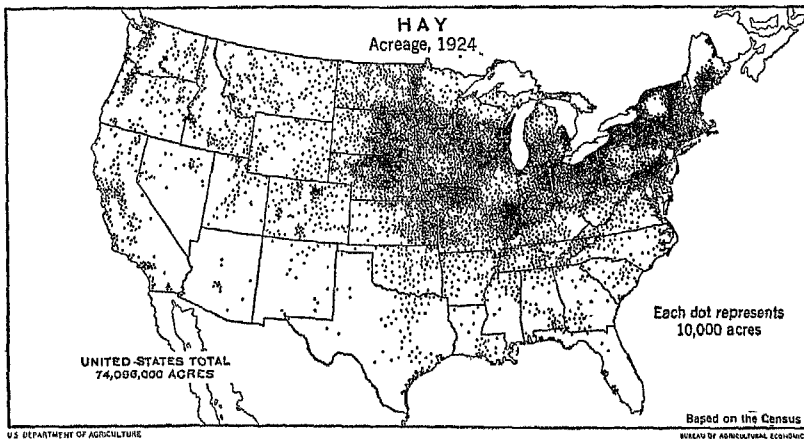 HAY
Acreage, 1924.
Each dot represents
10,000 acres
UNITED STATES TOTAL
74,096,000 ACRES
Based on the Census
U S DEPARTMENT OF AGRICULTURE
BUREAU OF AGRICULTURAL ECONOMIC